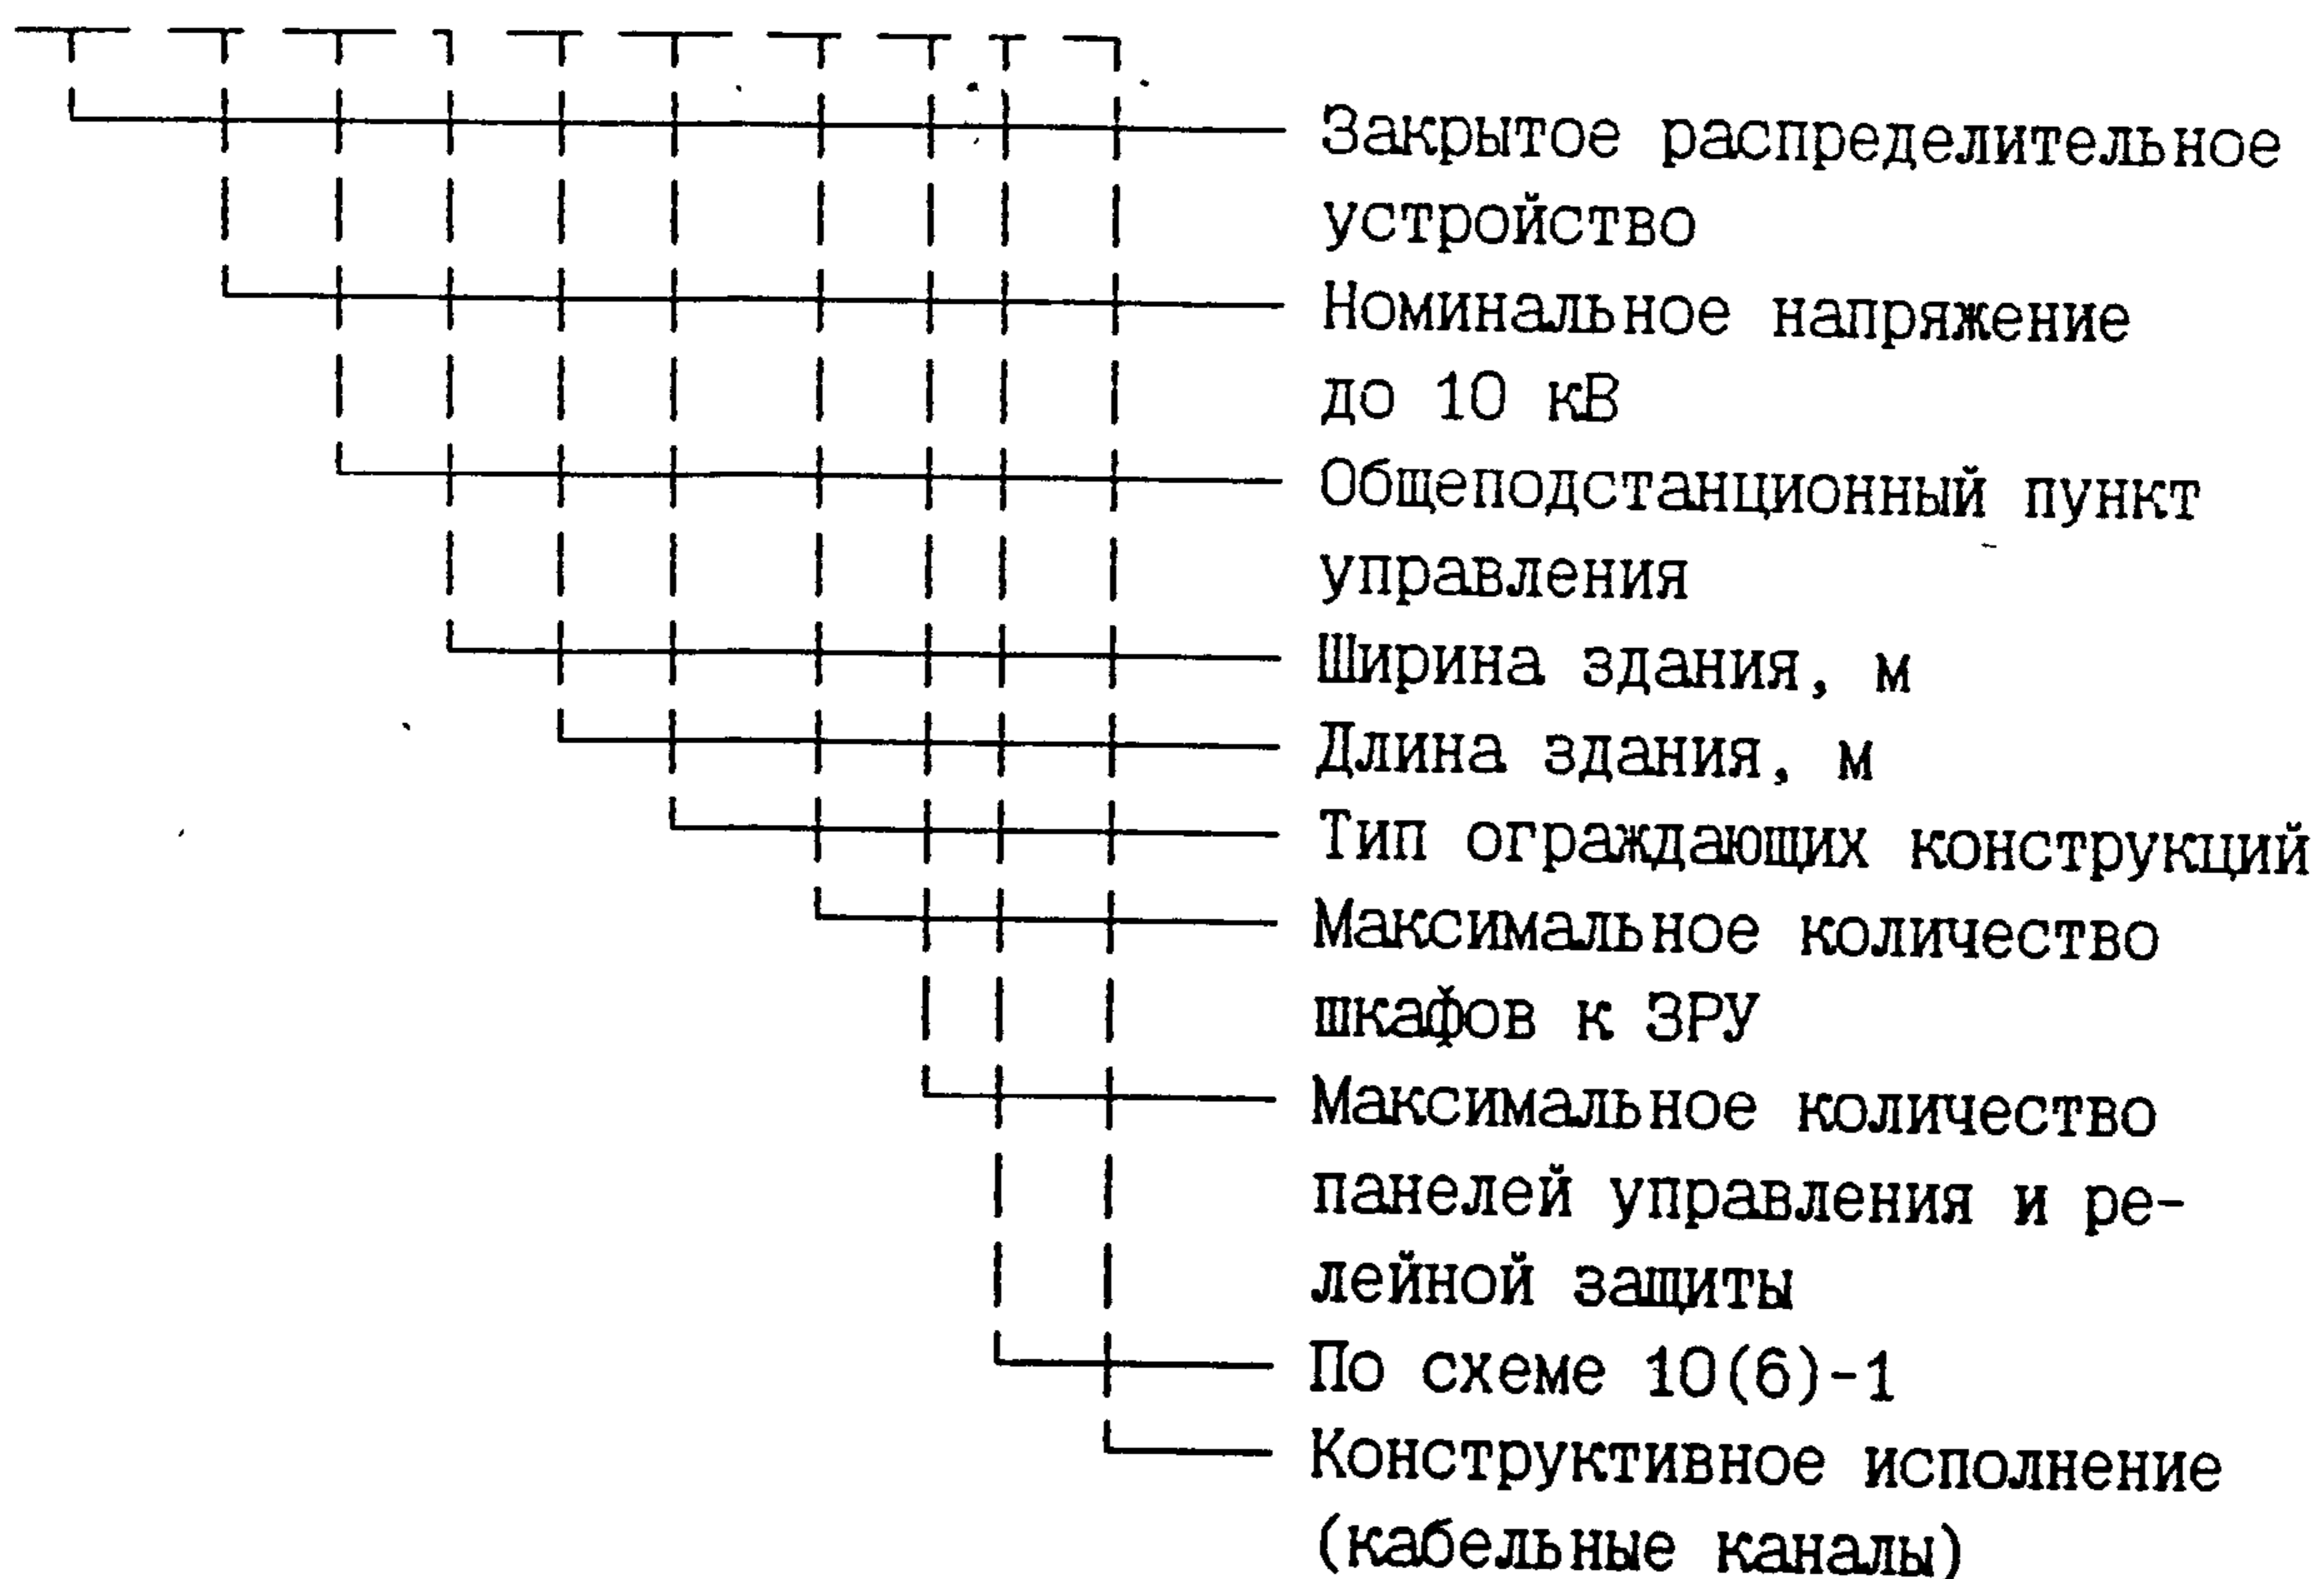 Закрытое распределительное
устройство
Номинальное напряжение
до 10 кВ
Общеподстанционный пункт
управления
Ширина здания, м
Длина здания, м
Тип ограждающих конструкций
Максимальное количество
шкафов к ЗРУ
Максимальное количество
панелей управления и ре-
лейной защиты
По схеме 10(6)-1
Конструктивное исполнение
(кабельные каналы)